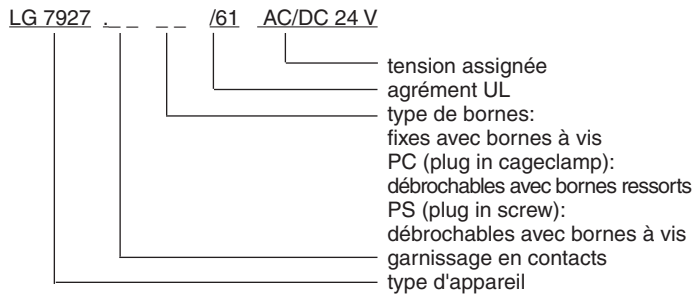 LG 7927 ._ _ _ _ /61 AC/DC 24 V
tension assignée
agrément UL
type de bornes:
fixes avec bornes à vis
PC (plug in cageclamp):
débrochables avec bornes ressorts
PS (plug in screw):
débrochables avec bornes à vis
garnissage en contacts
type d'appareil